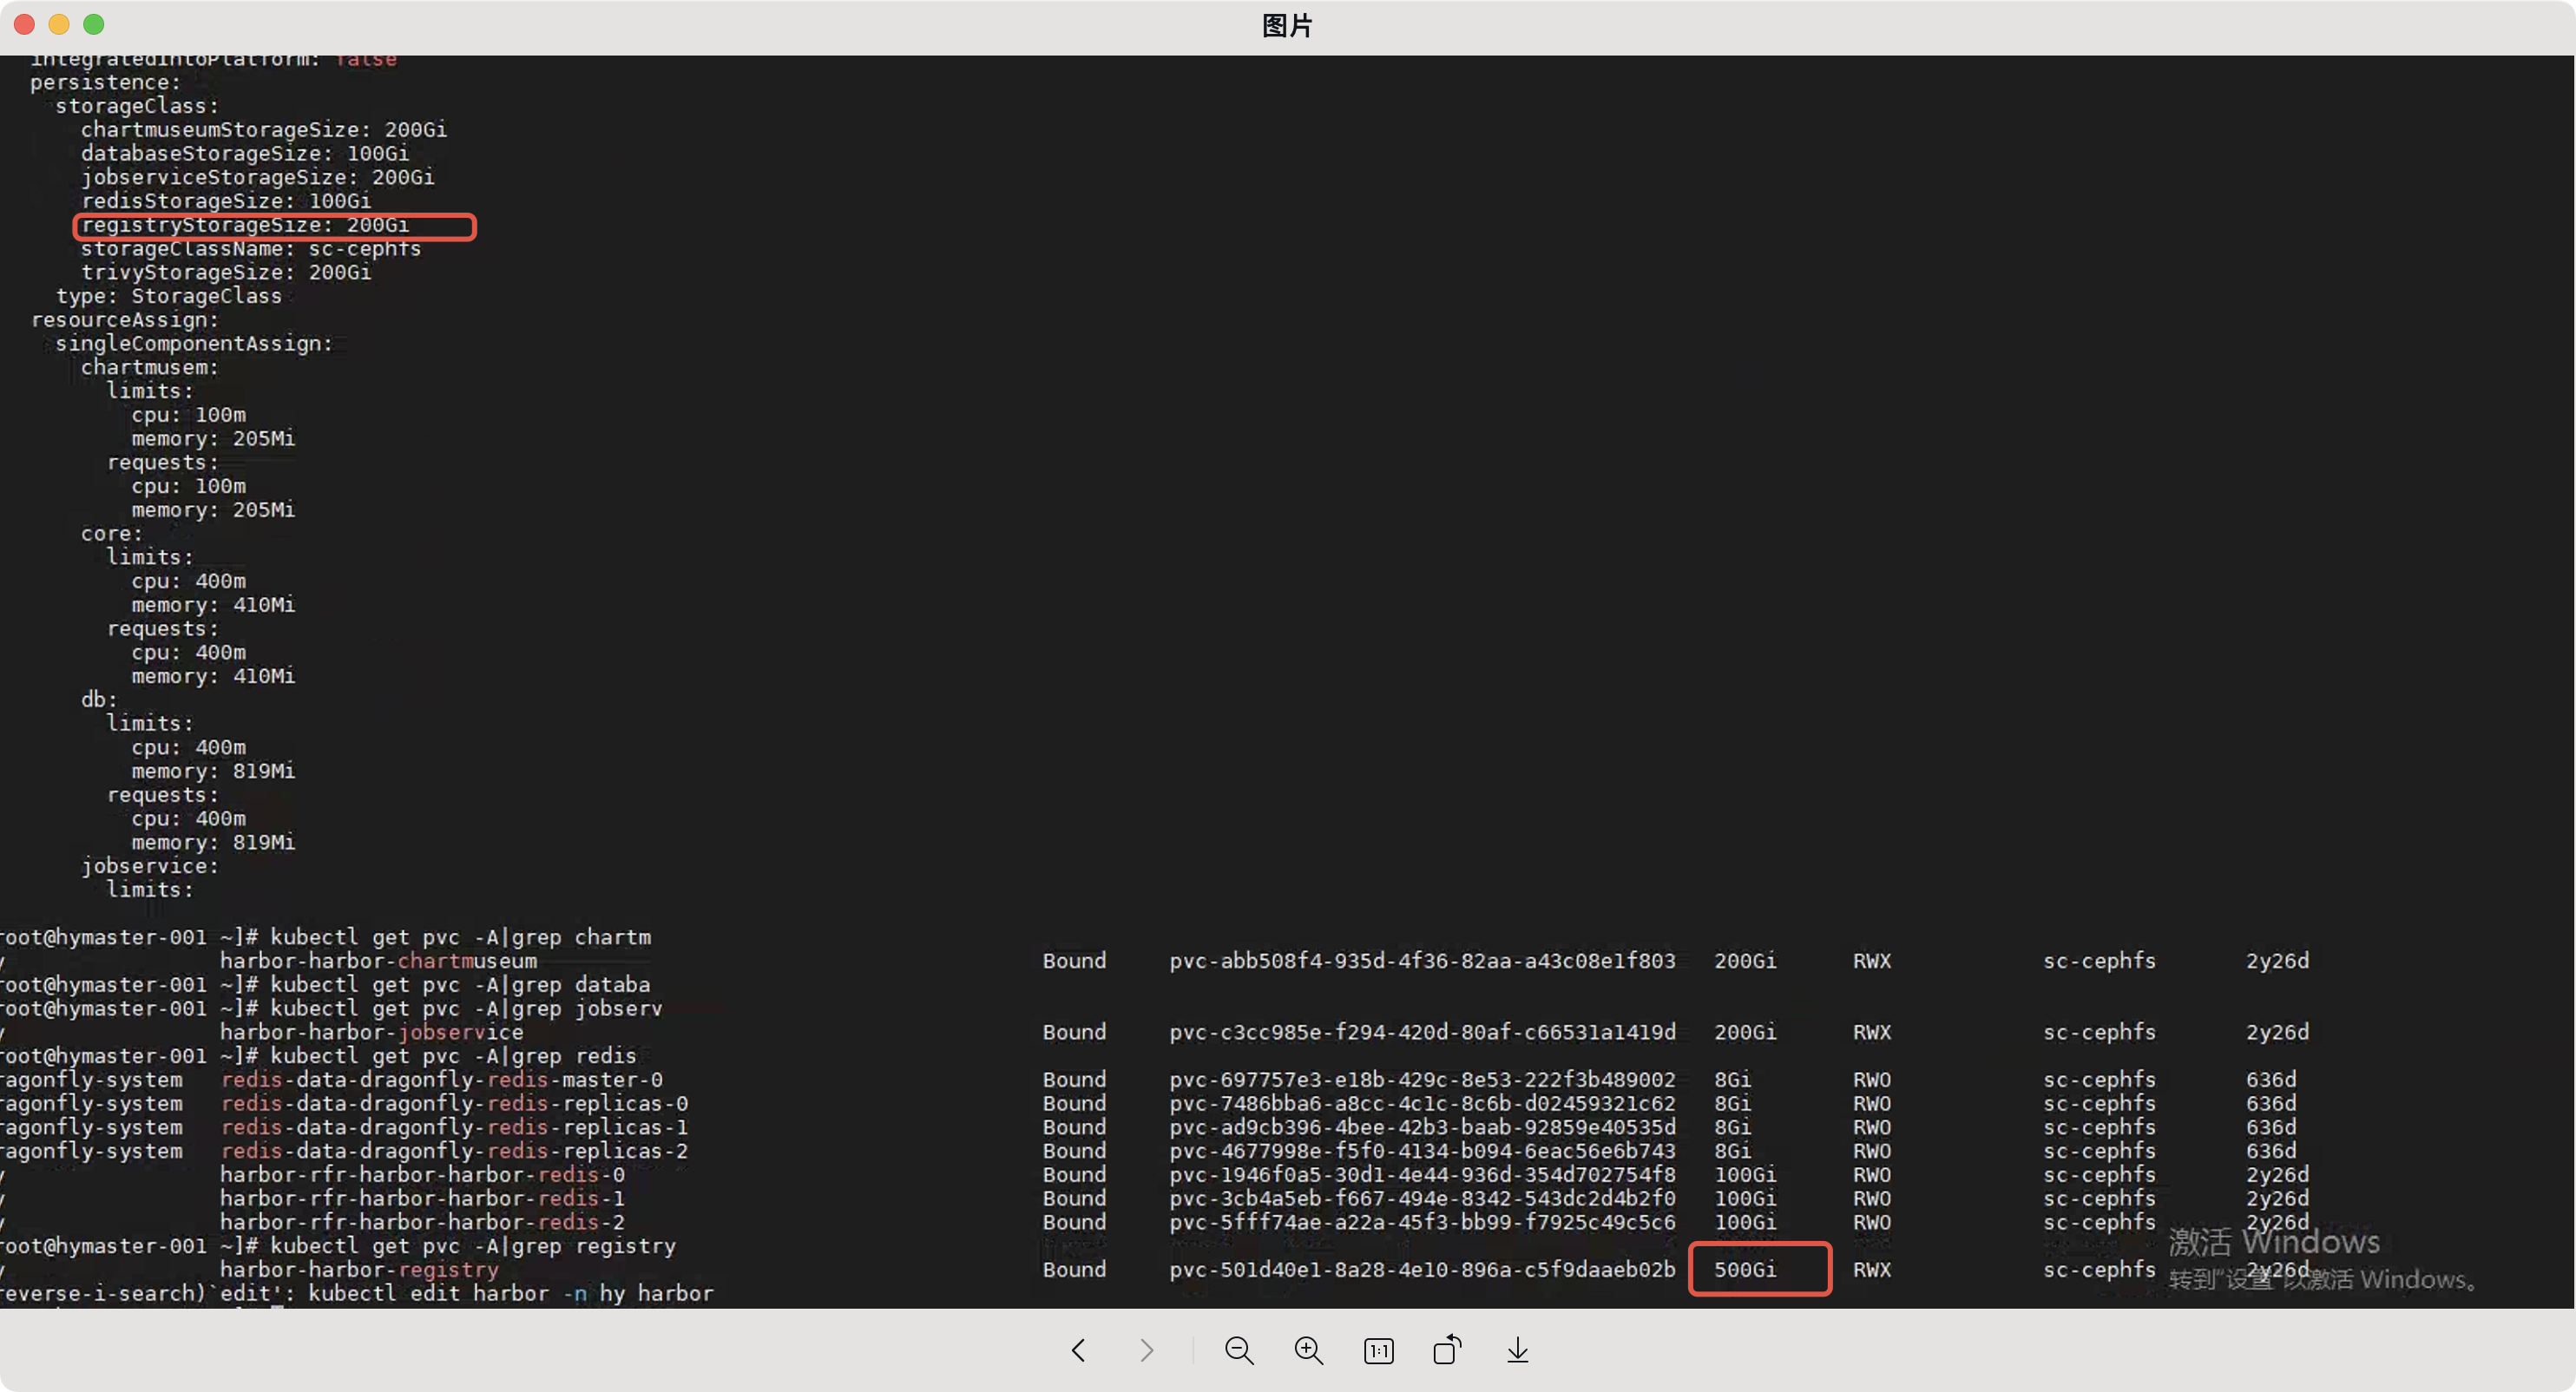 图片
integratedIntoPlatform: false
persistence:
storageClass:
chartmuseumStorageSize: 200Gi
databaseStorageSize: 100Gi
jobserviceStorageSize: 200Gi
redisStorageSize: 100Gi
registryStorageSize: 200Gi
storageClassName: sc-cephfs
trivyStorageSize: 200Gi
type: StorageClass
resourceAssign:
singleComponentAssign:
chartmusem:
limits:
cpu: 100m
memory: 205Mi
requests:
cpu: 100m
memory: 205Mi
core:
limits:
cpu: 400m
memory: 410Mi
requests:
cpu: 400m
memory: 410Mi
db:
limits:
cpu: 400m
memory: 819Mi
requests:
cpu: 400m
memory: 819Mi
jobservice:
limits:
root@hymaster-001 ~]# kubectl get pvc -A|grep chartm
y harbor-harbor-chartmuseum Bound pvc-abb508f4-935d-4f36-82aa-a43c08e1f803 200Gi RWX sc-cephfs 2y26d
root@hymaster-001 ~]# kubectl get pvc -A|grep databa
root@hymaster-001 ~]# kubectl get pvc -A|grep jobserv
y harbor-harbor-jobservice Bound pvc-c3cc985e-f294-420d-80af-c66531a1419d 200Gi RWX sc-cephfs 2y26d
root@hymaster-001 ~]# kubectl get pvc -A|grep redis
ragonfly-system redis-data-dragonfly-redis-master-0 Bound pvc-697757e3-e18b-429c-8e53-222f3b489002 8Gi RWO sc-cephfs 636d
ragonfly-system redis-data-dragonfly-redis-replicas-0 Bound pvc-7486bba6-a8cc-4c1c-8c6b-d02459321c62 8Gi RWO sc-cephfs 636d
ragonfly-system redis-data-dragonfly-redis-replicas-1 Bound pvc-ad9cb396-4bee-42b3-baab-92859e40535d 8Gi RWO sc-cephfs 636d
ragonfly-system redis-data-dragonfly-redis-replicas-2 Bound pvc-4677998e-f5f0-4134-b094-6eac56e6b743 8Gi RWO sc-cephfs 636d
y harbor-rfr-harbor-harbor-redis-0 Bound pvc-1946f0a5-30d1-4e44-936d-354d702754f8 100Gi RWO sc-cephfs 2y26d
y harbor-rfr-harbor-harbor-redis-1 Bound pvc-3cb4a5eb-f667-494e-8342-543dc2d4b2f0 100Gi RWO sc-cephfs 2y26d
y harbor-rfr-harbor-harbor-redis-2 Bound pvc-5fff74ae-a22a-45f3-bb99-f7925c49c5c6 100Gi RWO sc-cephfs 2y26d
root@hymaster-001 ~]# kubectl get pvc -A|grep registry
y harbor-harbor-registry Bound pvc-501d40e1-8a28-4e10-896a-c5f9daaeb02b 500Gi RWX sc-cephfs 2y26d
reverse-i-search)`edit': kubectl edit harbor -n hy harbor
激活 Windows
转到"设置"以激活 Windows。
1:1